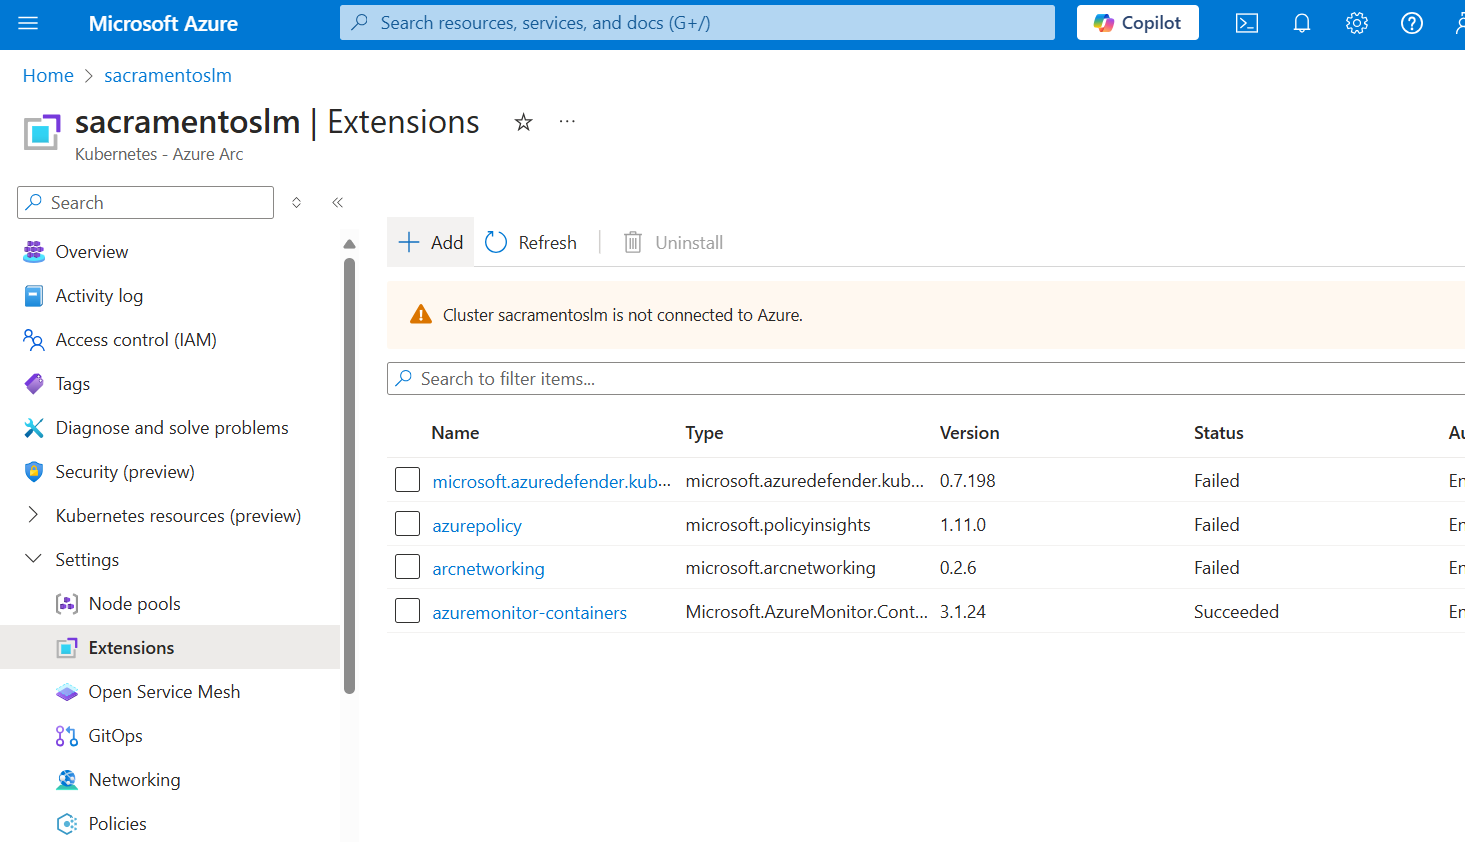 Microsoft Azure
Search resources, services, and docs (G+/)
Copilot
Home > sacramentoslm
sacramentoslm | Extensions
Kubernetes - Azure Arc
Search
Overview
Activity log
Access control (IAM)
Tags
Diagnose and solve problems
Security (preview)
Kubernetes resources (preview)
Settings
Node pools
Extensions
Open Service Mesh
GitOps
Networking
Policies
Add Refresh Uninstall
Cluster sacramentoslm is not connected to Azure.
Search to filter items...
Name Type Version Status Au
microsoft.azuredefender.kub... microsoft.azuredefender.kub... 0.7.198 Failed En
azurepolicy microsoft.policyinsights 1.11.0 Failed En
arcnetworking microsoft.arcnetworking 0.2.6 Failed En
azuremonitor-containers Microsoft.AzureMonitor.Cont... 3.1.24 Succeeded En